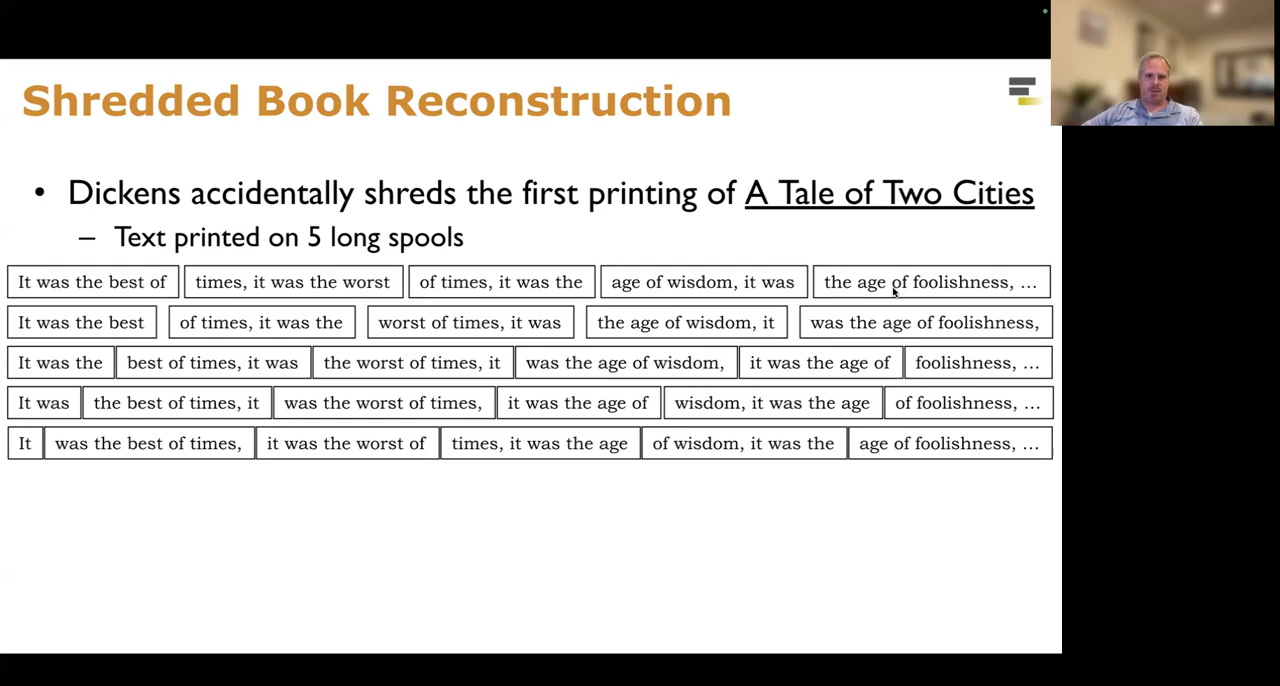 Shredded Book Reconstruction
• Dickens accidentally shreds the first printing of A Tale of Two Cities
– Text printed on 5 long spools
It was the best of times, it was the worst of times, it was the age of wisdom, it was the age of foolishness, …
It was the best of times, it was the worst of times, it was the age of wisdom, it was the age of foolishness,
It was the best of times, it was the worst of times, it was the age of wisdom, it was the age of foolishness, …
It was the best of times, it was the worst of times, it was the age of wisdom, it was the age of foolishness, …
It was the best of times, it was the worst of times, it was the age of wisdom, it was the age of foolishness, …